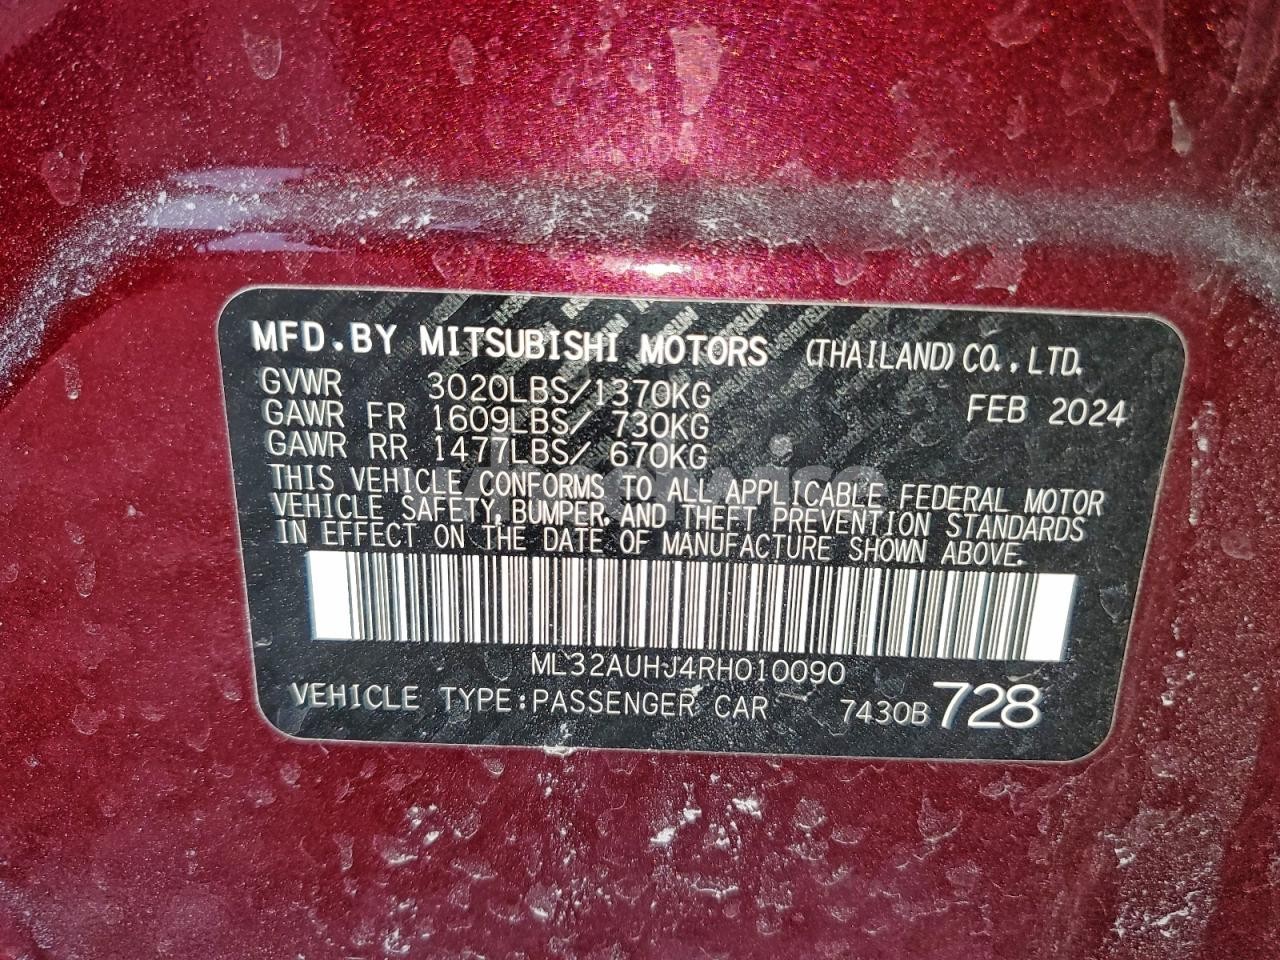 MFD.BY MITSUBISHI MOTORS (THAILAND) CO.,LTD.
GVWR 3020LBS/1370KG FEB 2024
GAWR FR 1609LBS/ 730KG
GAWR RR 1477LBS/ 670KG
THIS VEHICLE CONFORMS TO ALL APPLICABLE FEDERAL MOTOR
VEHICLE SAFETY, BUMPER, AND THEFT PREVENTION STANDARDS
IN EFFECT ON THE DATE OF MANUFACTURE SHOWN ABOVE.
ML32AUHJ4RH010090
VEHICLE TYPE:PASSENGER CAR 7430B 728